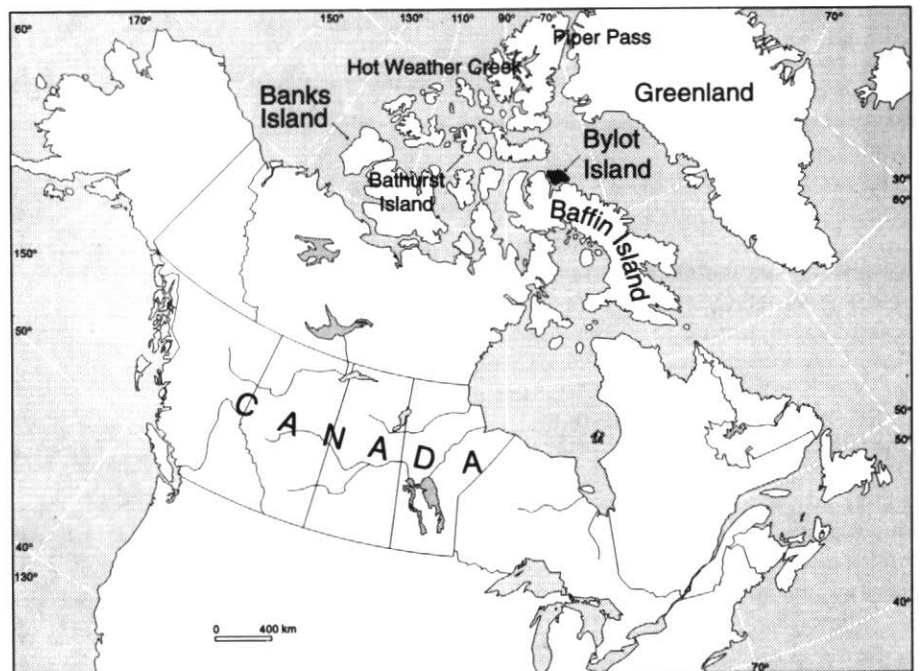 60°
170°
150°
130°
110°
90°
70°
70°
Piper Pass
Hot Weather Creek
Greenland
Banks
Island
Bylot
Island
Bathurst
Island
30°
60°
Baffin Island
150°
50°
CANADA
50°
50°
40°
130°
40°
0 400 km
70°